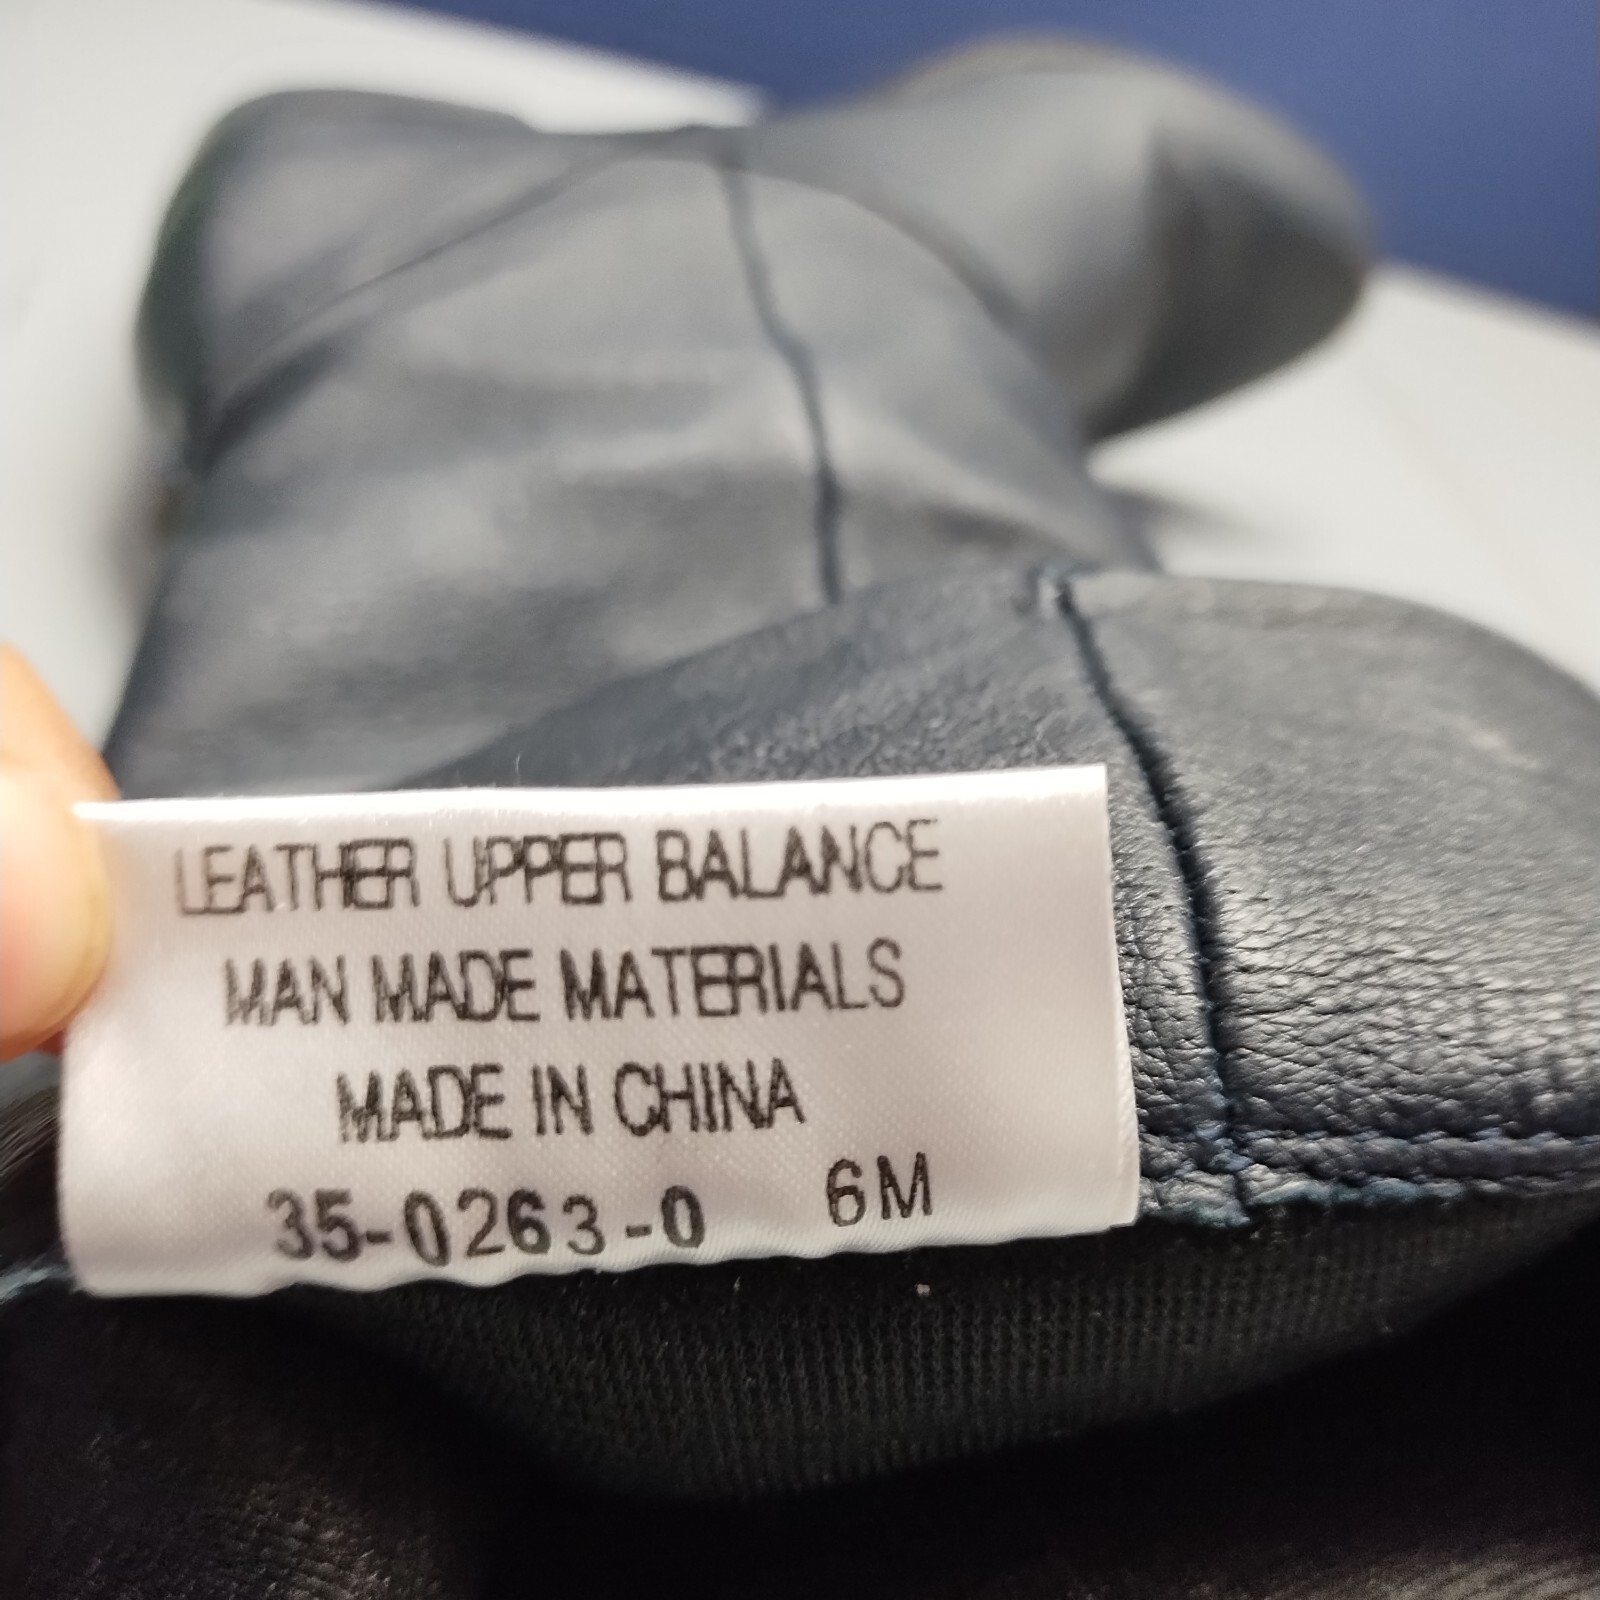 LEATHER UPPER BALANCE
MAN MADE MATERIALS
MADE IN CHINA
35-0263-0 6M